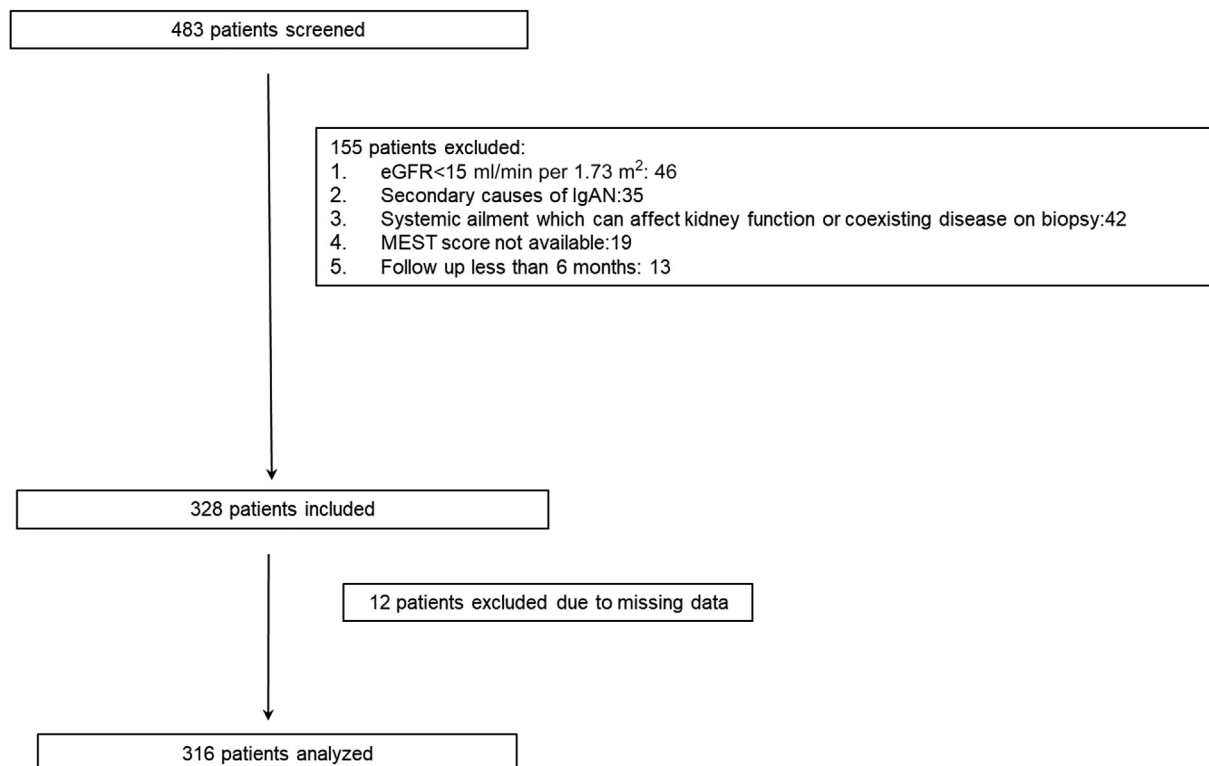 483 patients screened
155 patients excluded:
1. eGFR<15 ml/min per 1.73 m²: 46
2. Secondary causes of IgAN:35
3. Systemic ailment which can affect kidney function or coexisting disease on biopsy:42
4. MEST score not available:19
5. Follow up less than 6 months: 13
328 patients included
12 patients excluded due to missing data
316 patients analyzed